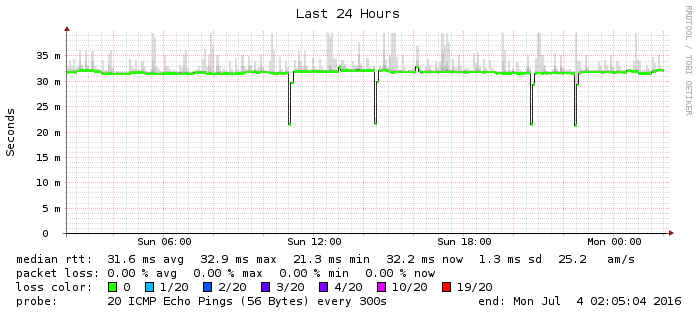 Last 24 Hours
RRDTOOL / TOBI OETIKER
Seconds
35 m
30 m
25 m
20 m
15 m
10 m
5 m
0
Sun 06:00 Sun 12:00 Sun 18:00 Mon 00:00
median rtt: 31.6 ms avg 32.9 ms max 21.3 ms min 32.2 ms now 1.3 ms sd 25.2 am/s
packet loss: 0.00 % avg 0.00 % max 0.00 % min 0.00 % now
loss color: 0 1/20 2/20 3/20 4/20 10/20 19/20
probe: 20 ICMP Echo Pings (56 Bytes) every 300s end: Mon Jul 4 02:05:04 2016